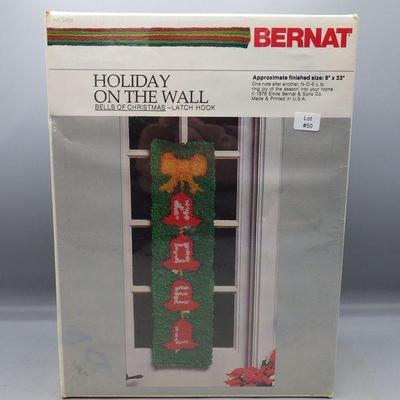 BERNAT
HOLIDAY
ON THE WALL
BELLS OF CHRISTMAS —LATCH HOOK
Approximate finished size: 8" x 33"
One note after another, N-O-E-L to
ring joy of the season into your home.
© 1976 Emile Bernat & Sons Co.
Made & Printed in U.S.A.
Lot
#50
N
O
E
L